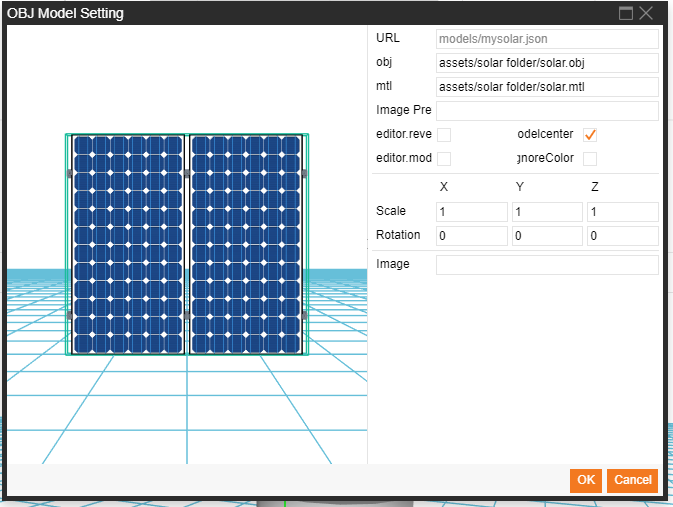 OBJ Model Setting
URL models/mysolar.json
obj assets/solar folder/solar.obj
mtl assets/solar folder/solar.mtl
Image Pre
editor.reve odelcenter
editor.mod gnoreColor
X Y Z
Scale 1 1 1
Rotation 0 0 0
Image
OK Cancel